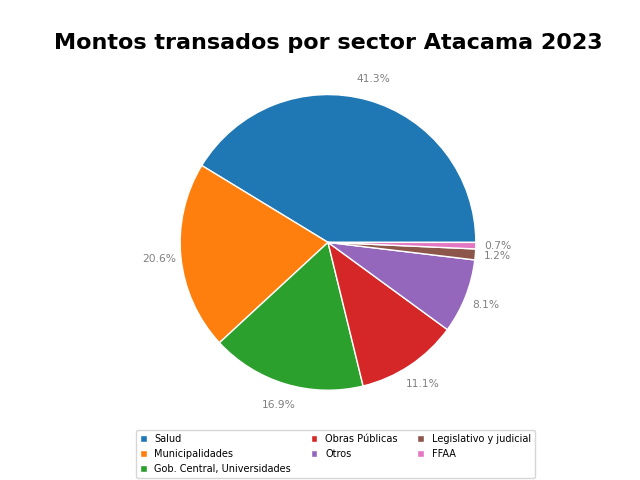 Montos transados por sector Atacama 2023
41.3%
20.6%
16.9%
11.1%
8.1%
1.2%
0.7%
Salud
Municipalidades
Gob. Central, Universidades
Obras Públicas
Otros
Legislativo y judicial
FFAA